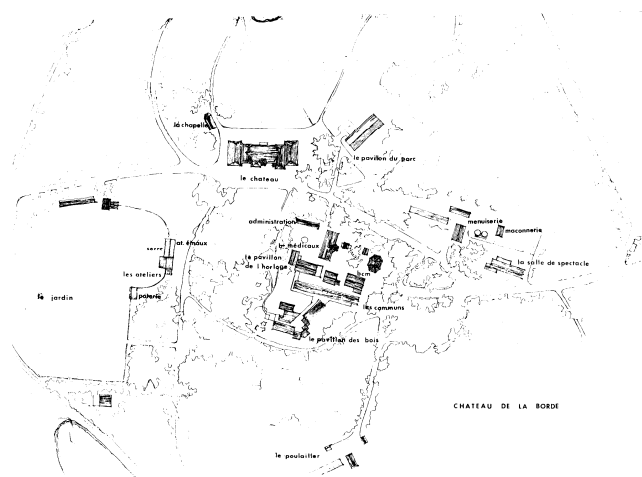 la chapelle
le pavillon du parc
le chateau
administration
menuiserie
maconnerie
at. émaux
serre
médicaux
le pavillon
de l horloge
la salle de spectacle
les ateliers
bcm
le jardin
poterie
les communs
le pavillon des bois
CHATEAU DE LA BORDE
le poulailler